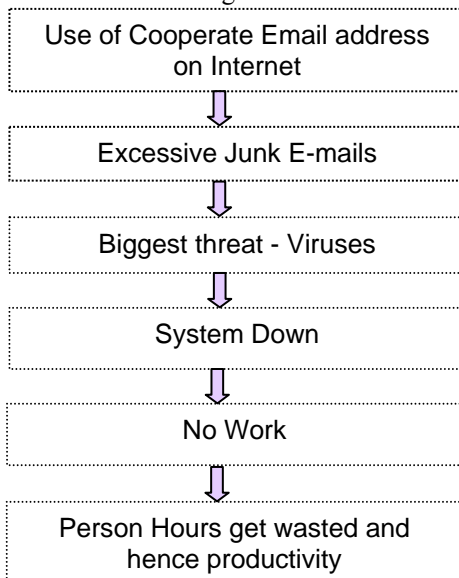 Use of Cooperate Email address
on Internet
Excessive Junk E-mails
Biggest threat - Viruses
System Down
No Work
Person Hours get wasted and
hence productivity